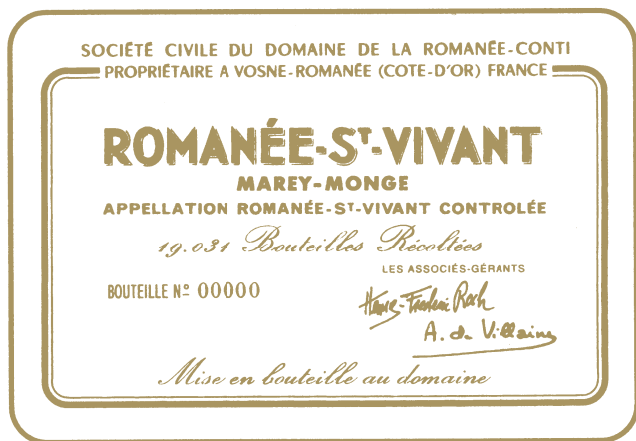 SOCIÉTÉ CIVILE DU DOMAINE DE LA ROMANÉE-CONTI
PROPRIÉTAIRE A VOSNE-ROMANÉE (COTE-D'OR) FRANCE
ROMANÉE-Sᵀ-VIVANT
MAREY-MONGE
APPELLATION ROMANÉE-Sᵀ-VIVANT CONTROLÉE
19.031 Bouteilles Récoltées
LES ASSOCIÉS-GÉRANTS
BOUTEILLE Nº 00000
Henry-Frédéric Roch
A. de Villaine
Mise en bouteille au domaine